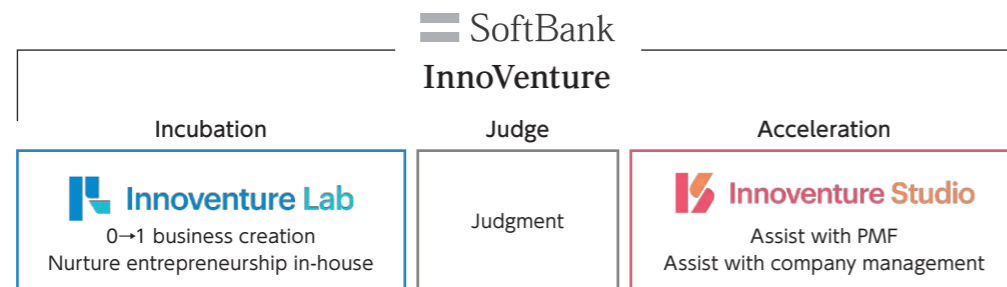 SoftBank
InnoVenture
Incubation
Judge
Acceleration
Innoventure Lab
0→1 business creation
Nurture entrepreneurship in-house
Judgment
Innoventure Studio
Assist with PMF
Assist with company management